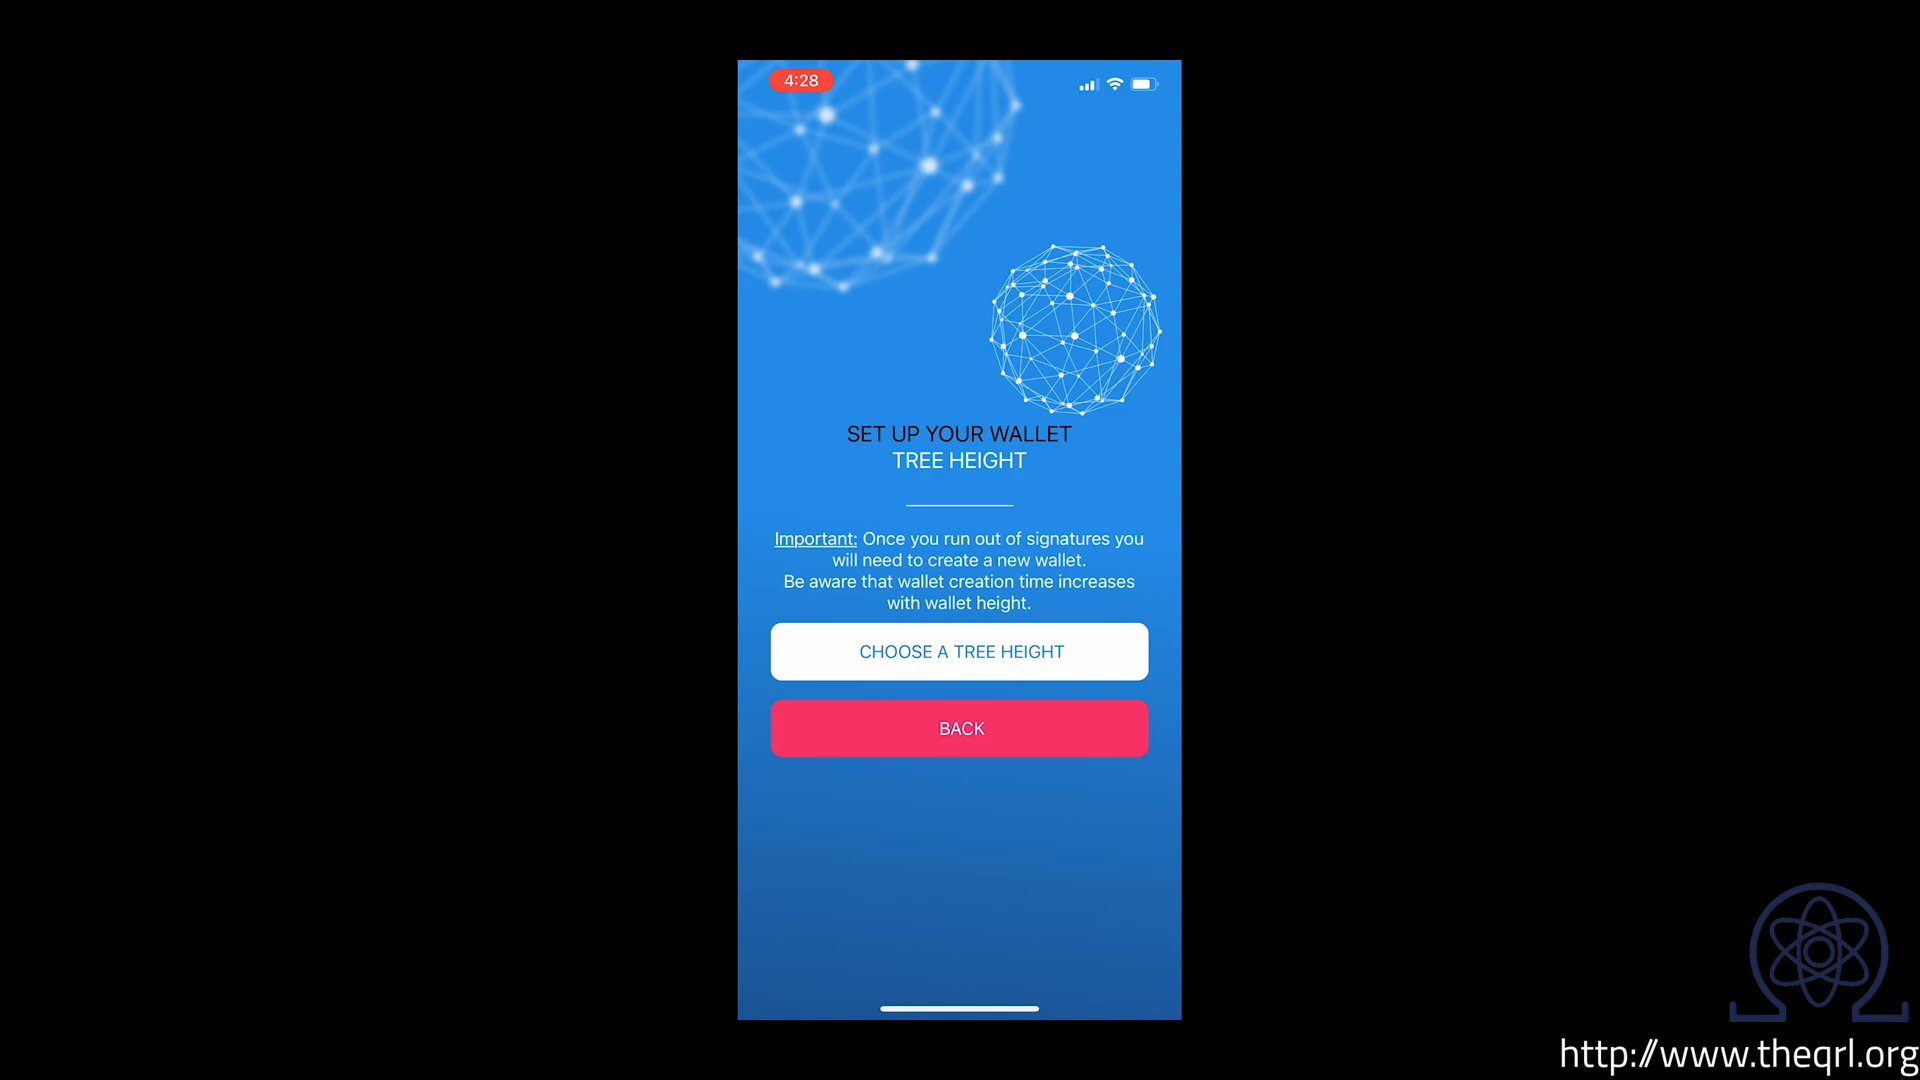 4:28
SET UP YOUR WALLET
TREE HEIGHT
Important: Once you run out of signatures you
will need to create a new wallet.
Be aware that wallet creation time increases
with wallet height.
CHOOSE A TREE HEIGHT
BACK
http://www.theqrl.org